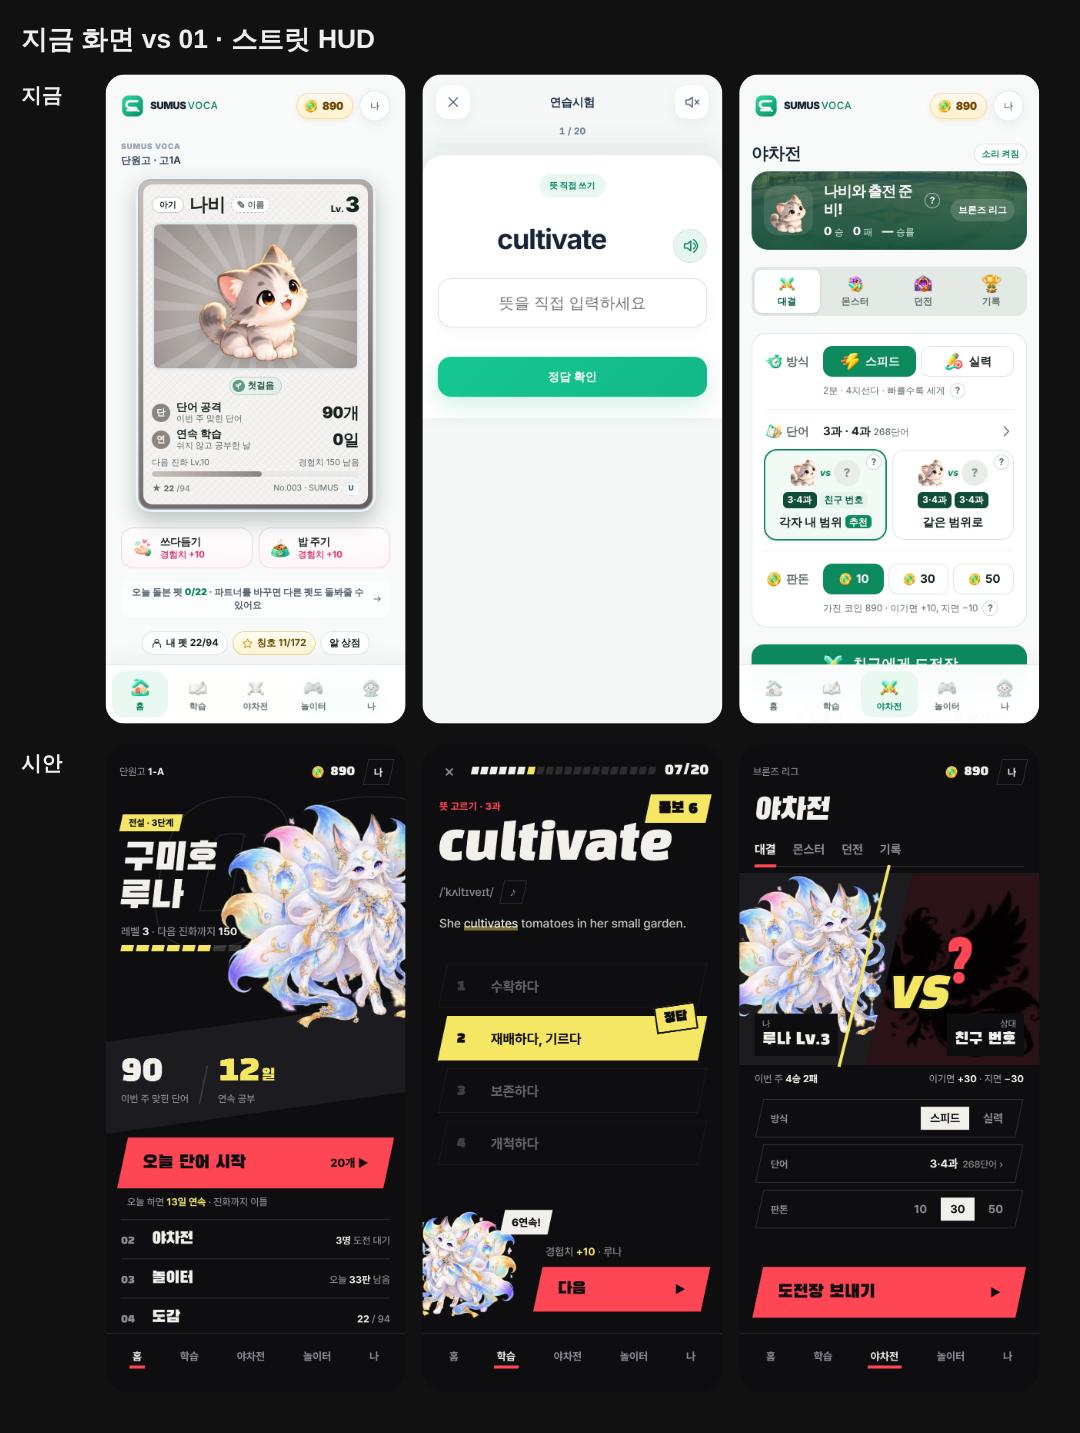 지금 화면 vs 01 · 스트릿 HUD
지금
SUMUS VOCA
890
나
SUMUS VOCA
단원고 · 고1A
아기 나비 ✎ 이름 Lv. 3
첫걸음
단 단어 공격 90개
이번 주 맞힌 단어
연 연속 학습 0일
쉬지 않고 공부한 날
다음 진화 Lv.10 경험치 150 남음
★ 22 /94 No.003 · SUMUS U
쓰다듬기
경험치 +10
밥 주기
경험치 +10
오늘 돌본 펫 0/22 · 파트너를 바꾸면 다른 펫도 돌봐줄 수
있어요 →
내 펫 22/94
칭호 11/172
알 상점
홈 학습 야차전 놀이터 나
연습시험
1 / 20
뜻 직접 쓰기
cultivate
뜻을 직접 입력하세요
정답 확인
SUMUS VOCA
890
나
야차전
소리 켜짐
나비와 출전 준
비! ?
0 승 0 패 — 승률
브론즈 리그
대결 몬스터 던전 기록
방식 스피드 실력
2분 · 4지선다 · 빠를수록 세게 ?
단어 3과 · 4과 268단어
vs ? ?
3·4과 친구 번호
각자 내 범위 추천
vs ? ?
3·4과 3·4과
같은 범위로
판돈 10 30 50
가진 코인 890 · 이기면 +10, 지면 −10 ?
친구에게 도전장
홈 학습 야차전 놀이터 나
시안
단원고 1-A
890
나
전설 · 3단계
구미호
루나
레벨 3 · 다음 진화까지 150
90
이번 주 맞힌 단어
12일
연속 공부
오늘 단어 시작 20개 ▶
오늘 하면 13일 연속 · 진화까지 이틀
02 야차전 3명 도전 대기
03 놀이터 오늘 33판 남음
04 도감 22 / 94
홈 학습 야차전 놀이터 나
07/20
뜻 고르기 · 3과
콤보 6
cultivate
/ˈkʌltɪveɪt/ ♪
She cultivates tomatoes in her small garden.
1 수확하다
정답
2 재배하다, 기르다
3 보존하다
4 개척하다
6연속!
경험치 +10 · 루나
다음 ▶
홈 학습 야차전 놀이터 나
브론즈 리그
890
나
야차전
대결 몬스터 던전 기록
VS ?
나
루나 Lv.3
상대
친구 번호
이번 주 4승 2패 이기면 +30 · 지면 −30
방식 스피드 실력
단어 3·4과 268단어 ›
판돈 10 30 50
도전장 보내기 ▶
홈 학습 야차전 놀이터 나